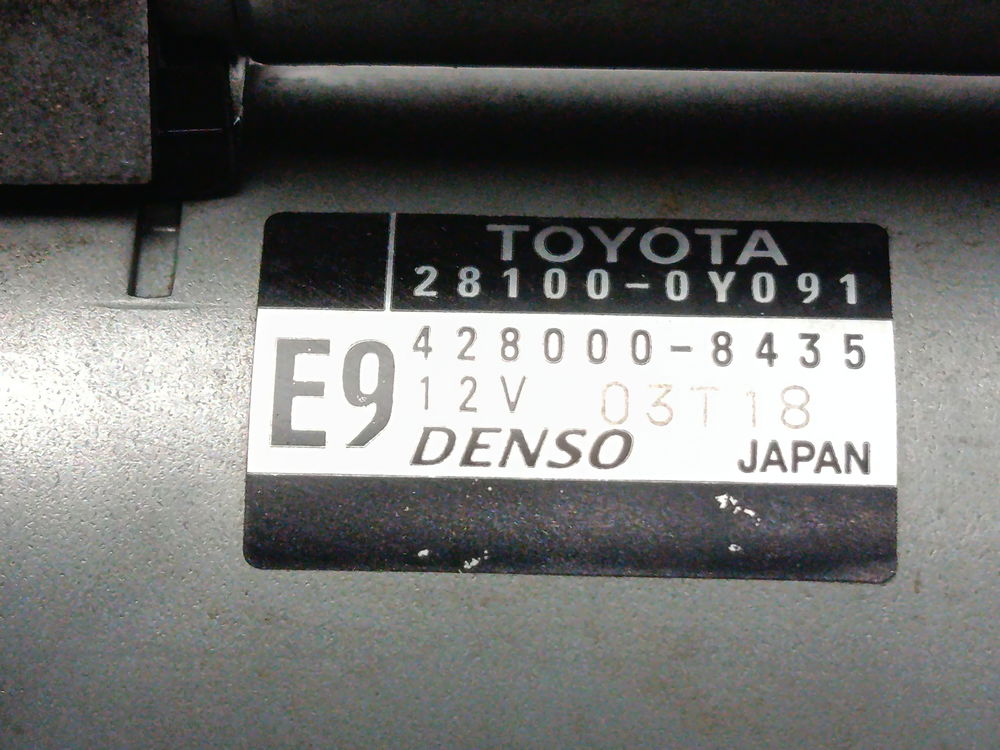 TOYOTA
28100-0Y091
E9
428000-8435
12V 03T18
DENSO JAPAN